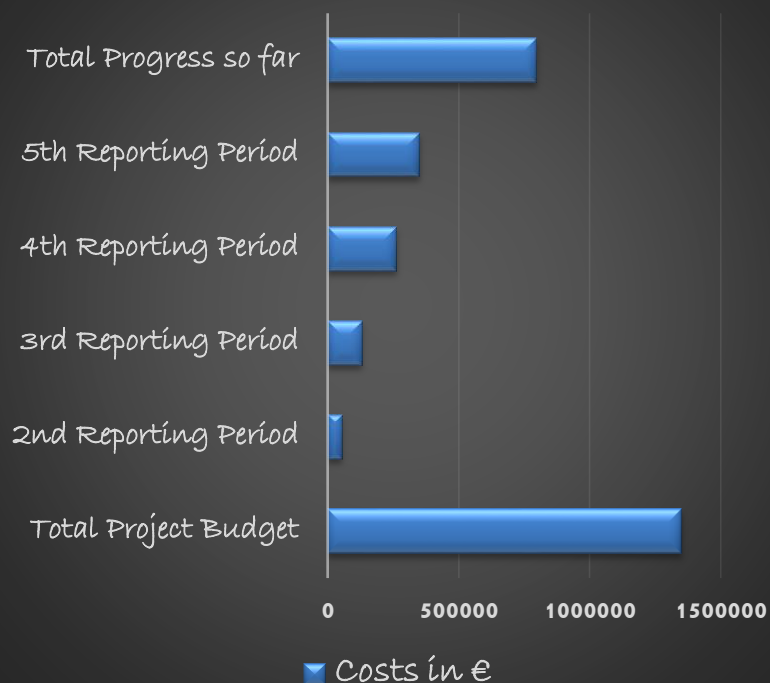 Total Progress so far
5th Reporting Period
4th Reporting Period
3rd Reporting Period
2nd Reporting Period
Total Project Budget
0 500000 1000000 1500000
Costs in €